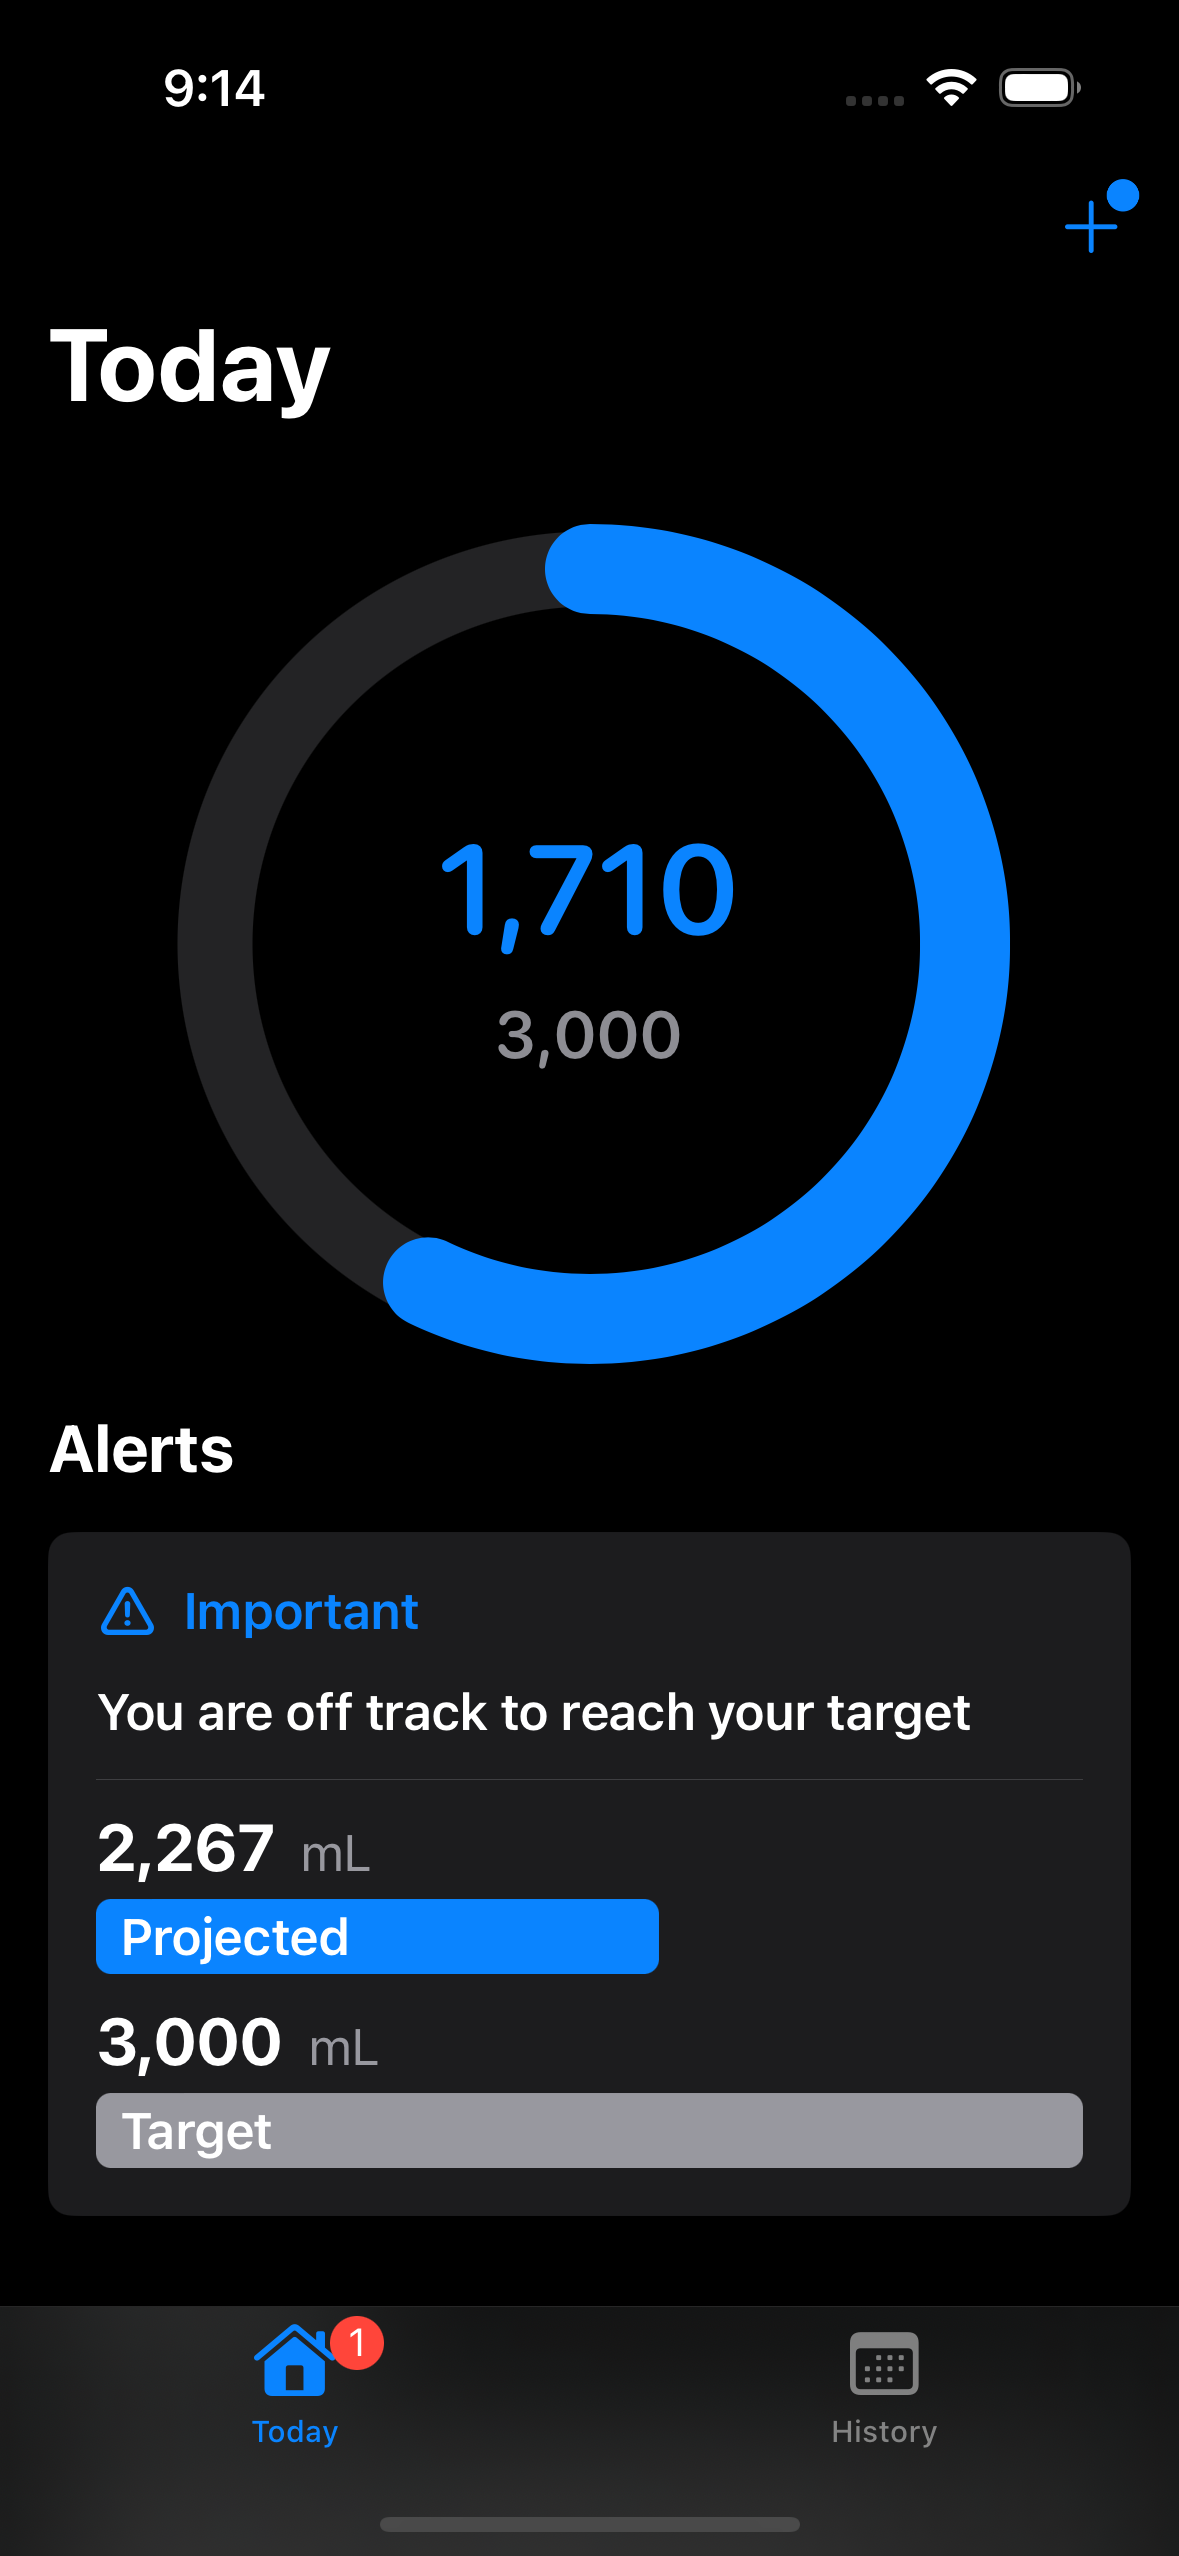 9:14
Today
1,710
3,000
Alerts
Important
You are off track to reach your target
2,267 mL
Projected
3,000 mL
Target
1
Today
History